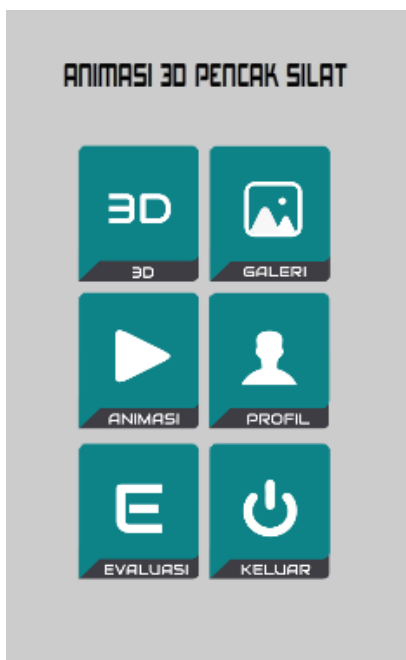 ANIMASI 3D PENCAK SILAT
3D
3D
GALERI
ANIMASI
PROFIL
E
EVALUASI
KELUAR